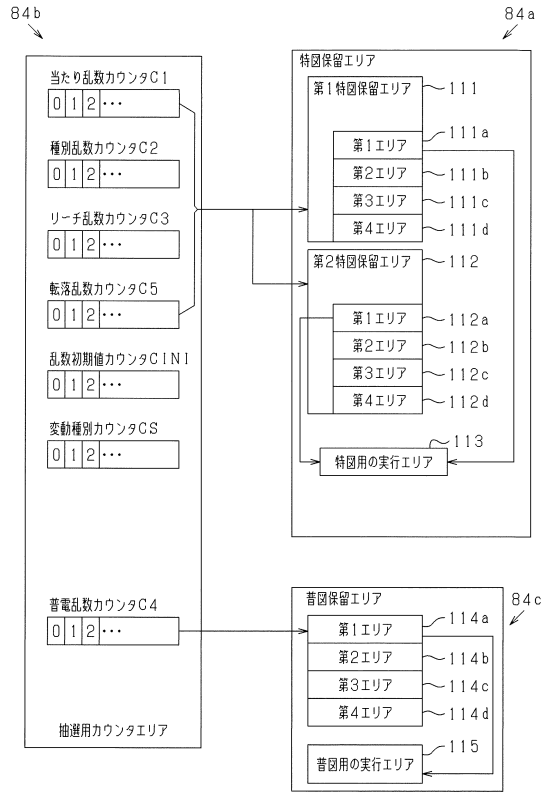 84b
当たり乱数カウンタC1
0 1 2 ・・・
種別乱数カウンタC2
0 1 2 ・・・
リーチ乱数カウンタC3
0 1 2 ・・・
転落乱数カウンタC5
0 1 2 ・・・
乱数初期値カウンタCINI
0 1 2 ・・・
変動種別カウンタCS
0 1 2 ・・・
普電乱数カウンタC4
0 1 2 ・・・
抽選用カウンタエリア
84a
特図保留エリア
第1特図保留エリア 111
第1エリア 111a
第2エリア 111b
第3エリア 111c
第4エリア 111d
第2特図保留エリア 112
第1エリア 112a
第2エリア 112b
第3エリア 112c
第4エリア 112d
113
特図用の実行エリア
84c
普図保留エリア
第1エリア 114a
第2エリア 114b
第3エリア 114c
第4エリア 114d
普図用の実行エリア 115